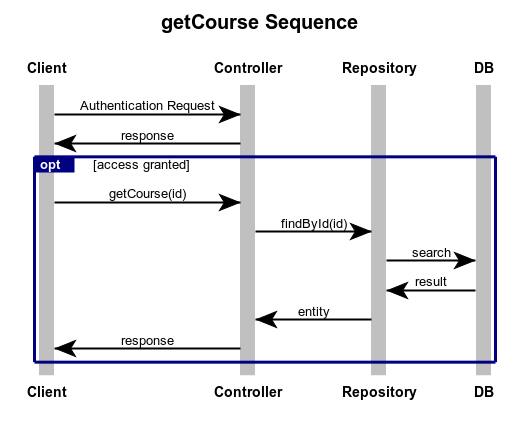 getCourse Sequence
Client Controller Repository DB
Authentication Request
response
opt [access granted]
getCourse(id)
findById(id)
search
result
entity
response
Client Controller Repository DB